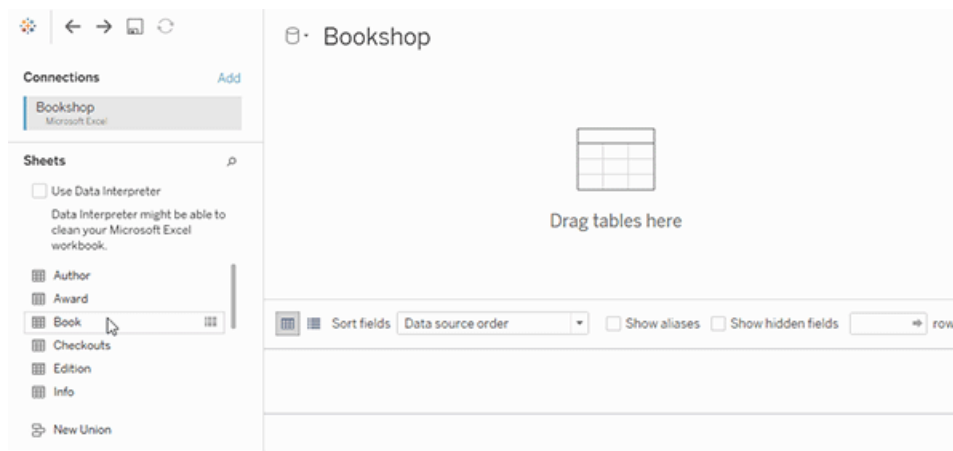 Bookshop
Connections
Add
Bookshop
Microsoft Excel
Sheets
Use Data Interpreter
Data Interpreter might be able to
clean your Microsoft Excel
workbook.
Author
Award
Book
Checkouts
Edition
Info
New Union
Drag tables here
Sort fields Data source order Show aliases Show hidden fields row